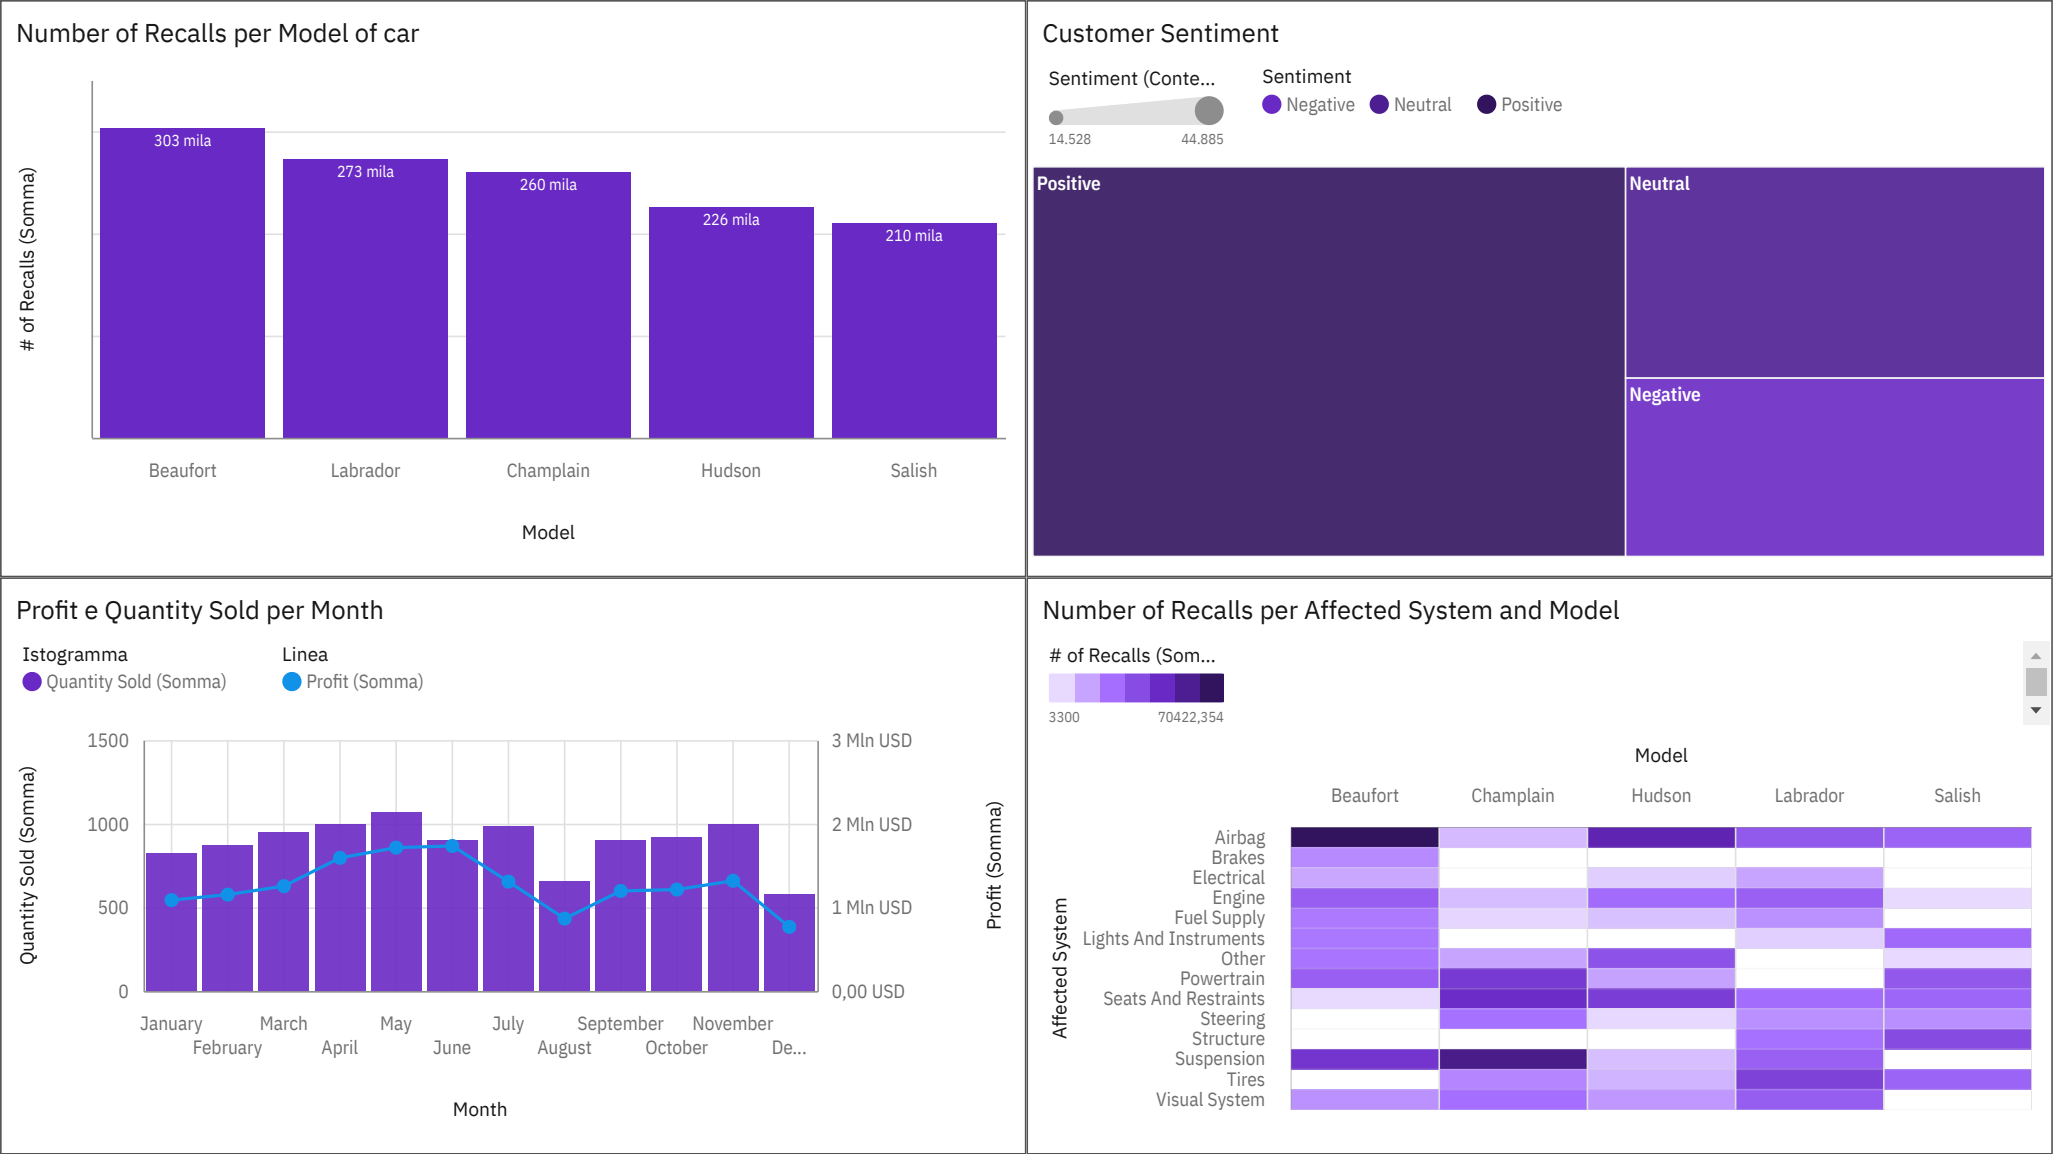 Number of Recalls per Model of car
# of Recalls (Somma)
303 mila
273 mila
260 mila
226 mila
210 mila
Beaufort
Labrador
Champlain
Hudson
Salish
Model
Customer Sentiment
Sentiment (Conte...
14.528
44.885
Sentiment
Negative
Neutral
Positive
Positive
Neutral
Negative
Profit e Quantity Sold per Month
Istogramma
Quantity Sold (Somma)
Linea
Profit (Somma)
Quantity Sold (Somma)
1500
1000
500
0
3 Mln USD
2 Mln USD
1 Mln USD
0,00 USD
Profit (Somma)
January
February
March
April
May
June
July
August
September
October
November
De...
Month
Number of Recalls per Affected System and Model
# of Recalls (Som...
3300
70422,354
Model
Beaufort
Champlain
Hudson
Labrador
Salish
Affected System
Airbag
Brakes
Electrical
Engine
Fuel Supply
Lights And Instruments
Other
Powertrain
Seats And Restraints
Steering
Structure
Suspension
Tires
Visual System